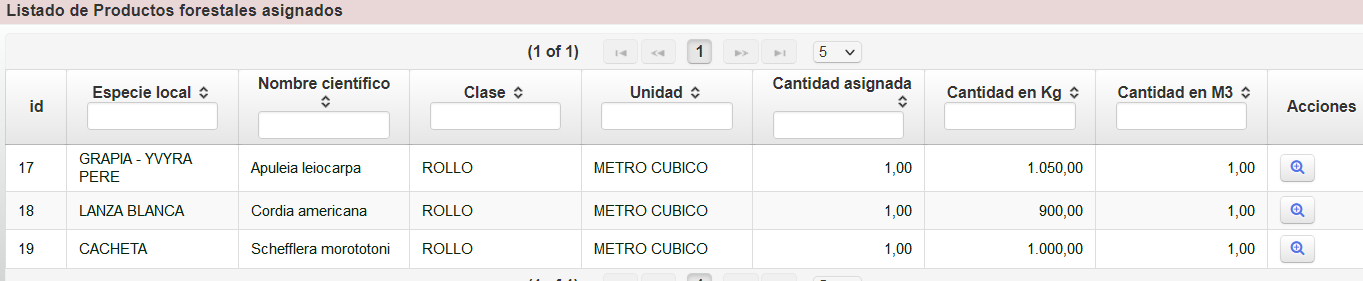 Listado de Productos forestales asignados
(1 of 1) 1 5
id Especie local Nombre científico Clase Unidad Cantidad asignada Cantidad en Kg Cantidad en M3 Acciones
17 GRAPIA - YVYRA PERE Apuleia leiocarpa ROLLO METRO CUBICO 1,00 1.050,00 1,00
18 LANZA BLANCA Cordia americana ROLLO METRO CUBICO 1,00 900,00 1,00
19 CACHETA Schefflera morototoni ROLLO METRO CUBICO 1,00 1.000,00 1,00